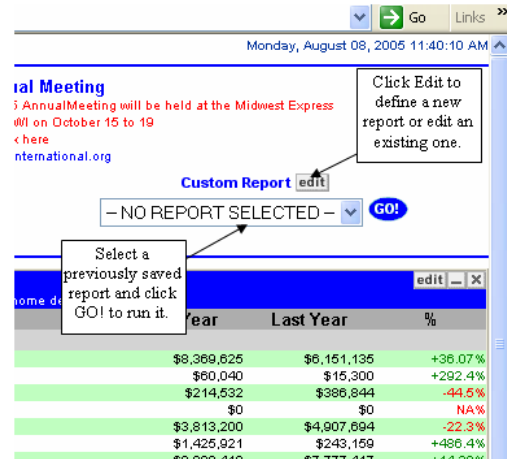 Go Links »
Monday, August 08, 2005 11:40:10 AM
ual Meeting
AnnualMeeting will be held at the Midwest Express
WI on October 15 to 19
here
nternational.org
Click Edit to
define a new
report or edit an
existing one.
Custom Report edit
– NO REPORT SELECTED – GO!
Select a
previously saved
report and click
GO! to run it.
edit
home de
Year Last Year %
$8,369,625 $6,151,135 +36.07%
$60,040 $15,300 +292.4%
$214,532 $386,844 -44.5%
$0 $0 NA%
$3,813,200 $4,907,694 -22.3%
$1,425,921 $243,159 +486.4%